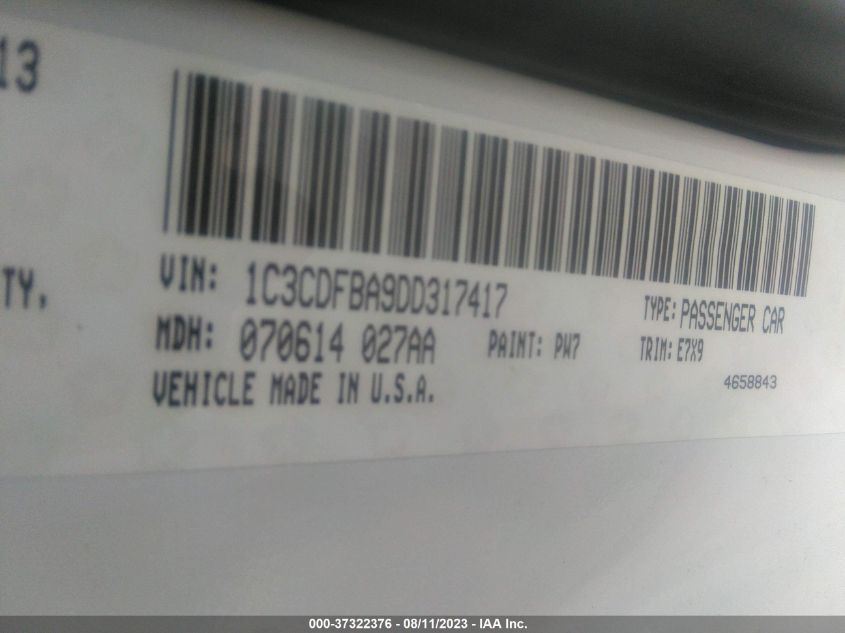 13
VIN: 1C3CDFBA9DD317417
TYPE: PASSENGER CAR
TY,
MDH: 070614 027AA
PAINT: PW7
TRIM: E7X9
VEHICLE MADE IN U.S.A.
4658843
000-37322376 - 08/11/2023 - IAA Inc.